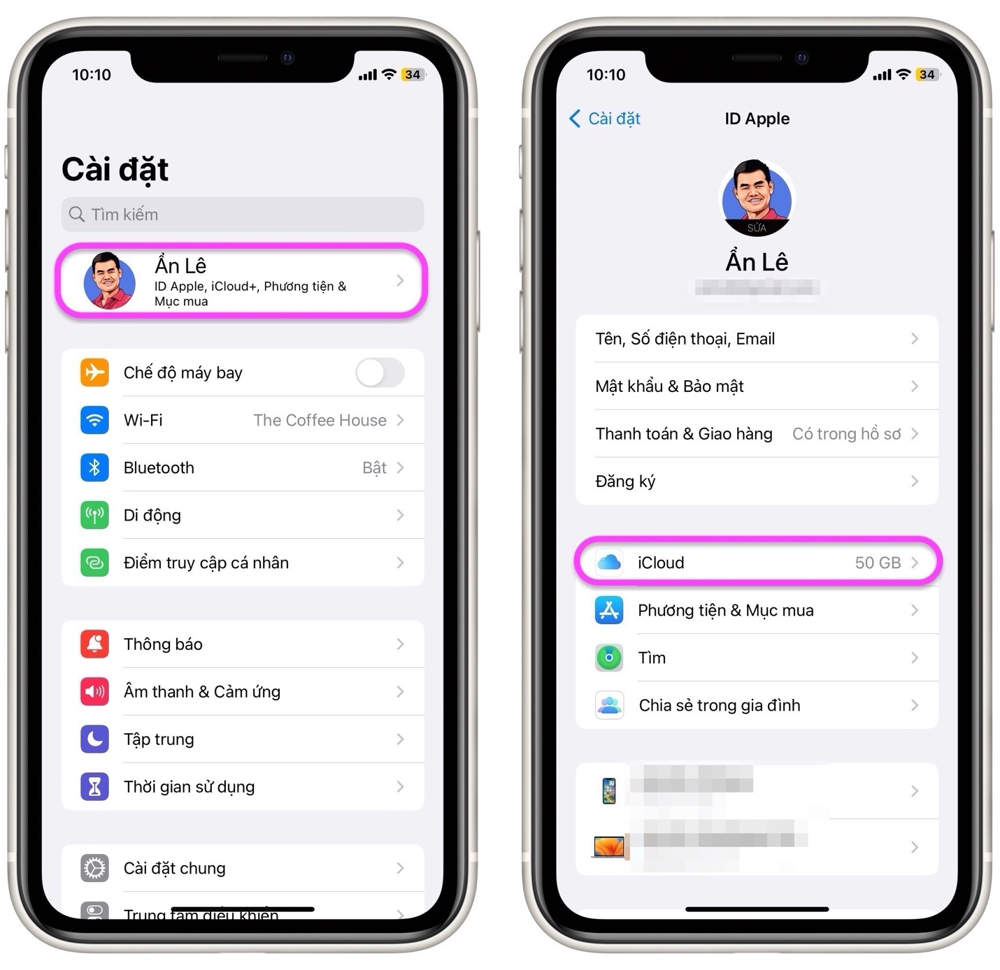 10:10
34
Cài đặt
Tìm kiếm
Ẩn Lê
ID Apple, iCloud+, Phương tiện &
Mục mua
Chế độ máy bay
Wi-Fi The Coffee House
Bluetooth Bật
Di động
Điểm truy cập cá nhân
Thông báo
Âm thanh & Cảm ứng
Tập trung
Thời gian sử dụng
Cài đặt chung
Trung tâm điều khiển
10:10
34
Cài đặt
ID Apple
SỬA
Ẩn Lê
Tên, Số điện thoại, Email
Mật khẩu & Bảo mật
Thanh toán & Giao hàng Có trong hồ sơ
Đăng ký
iCloud 50 GB
Phương tiện & Mục mua
Tìm
Chia sẻ trong gia đình